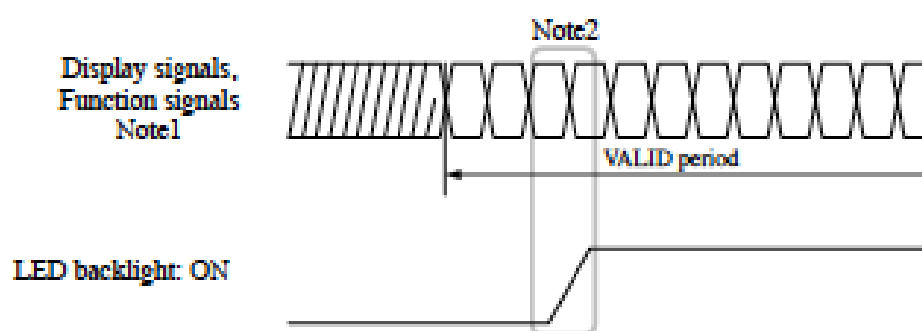 Note2
Display signals,
Function signals
Note1
VALID period
LED backlight: ON